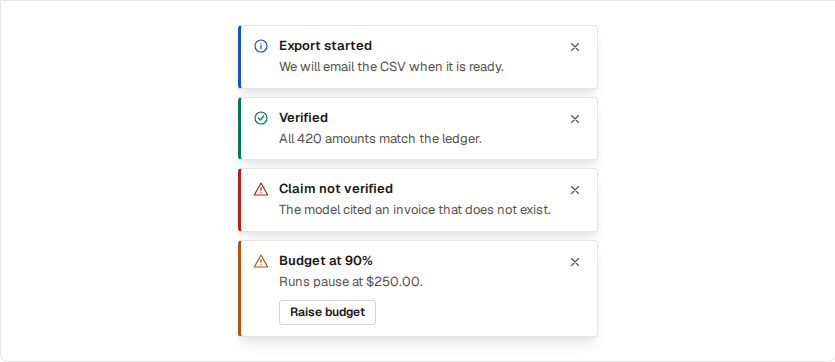 Export started
We will email the CSV when it is ready.
Verified
All 420 amounts match the ledger.
Claim not verified
The model cited an invoice that does not exist.
Budget at 90%
Runs pause at $250.00.
Raise budget